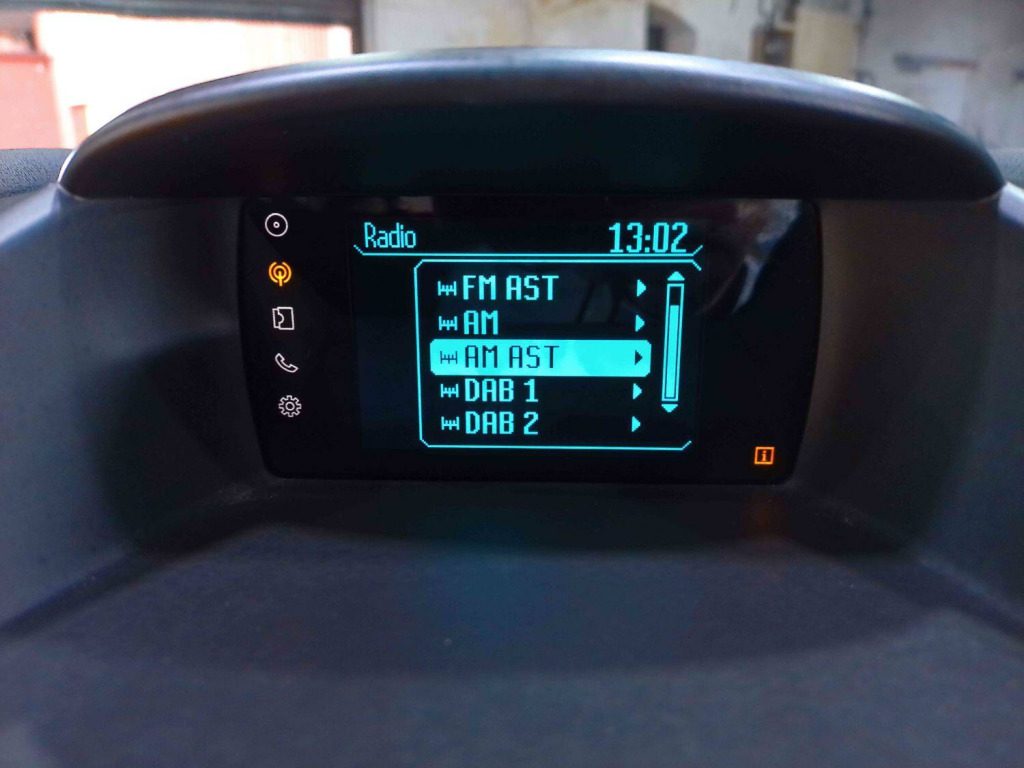 Radio 13:02
FM AST
AM
AM AST
DAB 1
DAB 2
i